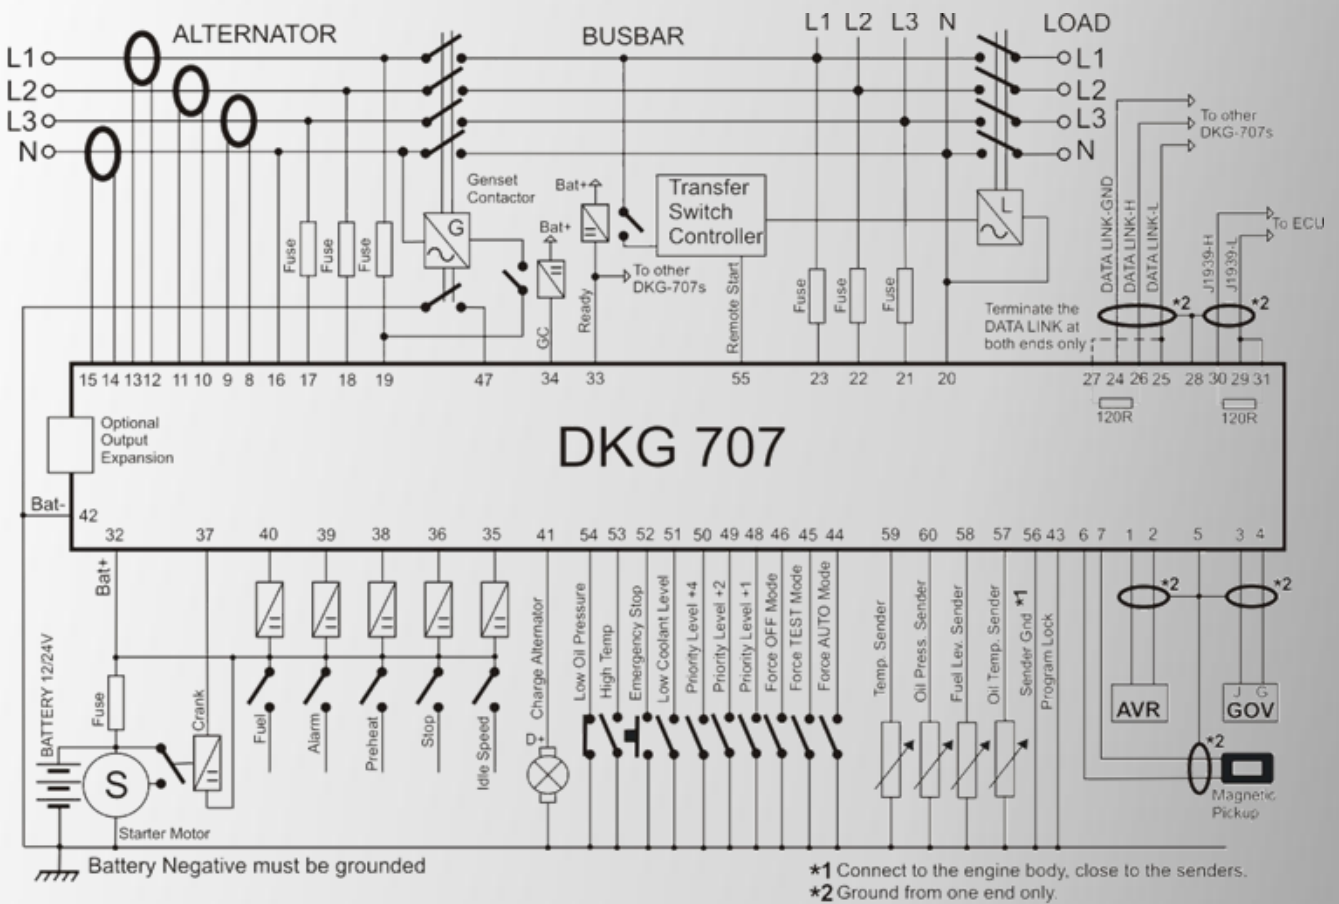 ALTERNATOR
BUSBAR
L1 L2 L3 N
LOAD
L1
L2
L3
N
L1
L2
L3
N
To other
DKG-707s
To ECU
DATA LINK-GND
DATA LINK-H
DATA LINK-L
J1939-H
J1939-L
Genset
Contactor
G
Bat+
Bat+
Transfer
Switch
Controller
L
To other
DKG-707s
Fuse
Fuse
Fuse
GC
Ready
Remote Start
Fuse
Fuse
Fuse
Terminate the
DATA LINK at
both ends only
*2
*2
15 14 13 12 11 10 9 8 16 17 18 19 47 34 33 55 23 22 21 20 27 24 26 25 28 30 29 31
120R
120R
Optional
Output
Expansion
DKG 707
Bat-
42
32 37 40 39 38 36 35 41 54 53 52 51 50 49 48 46 45 44 59 60 58 57 56 43 6 7 1 2 5 3 4
Bat+
BATTERY 12/24V
Fuse
Crank
S
Starter Motor
Fuel
Alarm
Preheat
Stop
Idle Speed
Charge Alternator
D+
Low Oil Pressure
High Temp
Emergency Stop
Low Coolant Level
Priority Level +4
Priority Level +2
Priority Level +1
Force OFF Mode
Force TEST Mode
Force AUTO Mode
Temp. Sender
Oil Press. Sender
Fuel Lev. Sender
Oil Temp. Sender
Sender Gnd *1
Program Lock
*2
*2
AVR
J G
GOV
*2
Magnetic
Pickup
Battery Negative must be grounded
*1 Connect to the engine body, close to the senders.
*2 Ground from one end only.